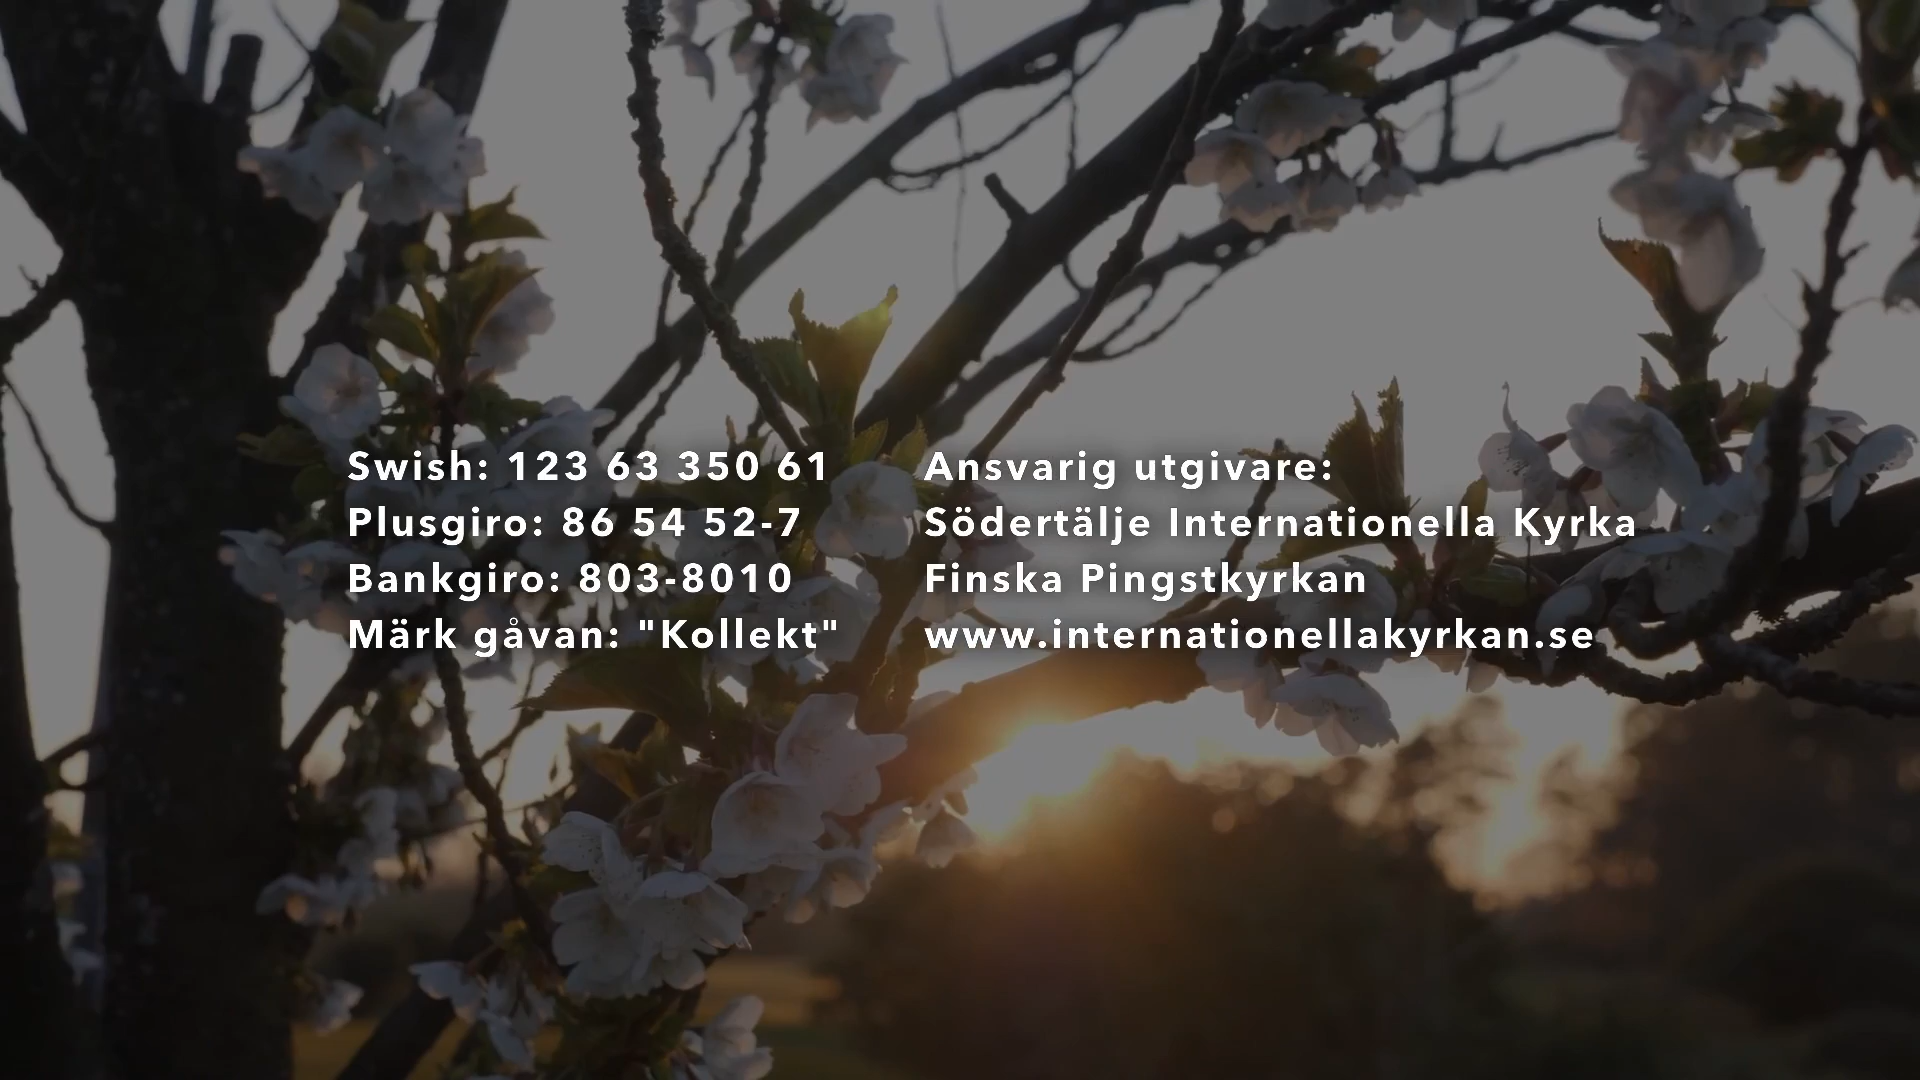 Swish: 123 63 350 61
Plusgiro: 86 54 52-7
Bankgiro: 803-8010
Märk gåvan: "Kollekt"
Ansvarig utgivare:
Södertälje Internationella Kyrka
Finska Pingstkyrkan
www.internationellakyrkan.se